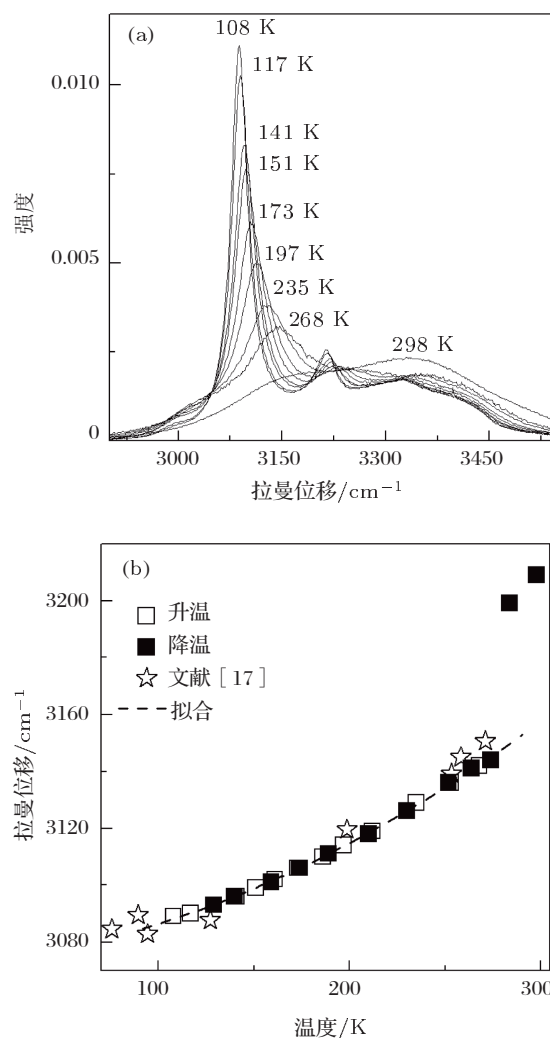 (a)
108 K
117 K
141 K
151 K
173 K
197 K
235 K
268 K
298 K
0.010
0.005
0
强度
3000 3150 3300 3450
拉曼位移/cm⁻¹
(b)
升温
降温
文献[17]
拟合
3200
3160
3120
3080
拉曼位移/cm⁻¹
100 200 300
温度/K